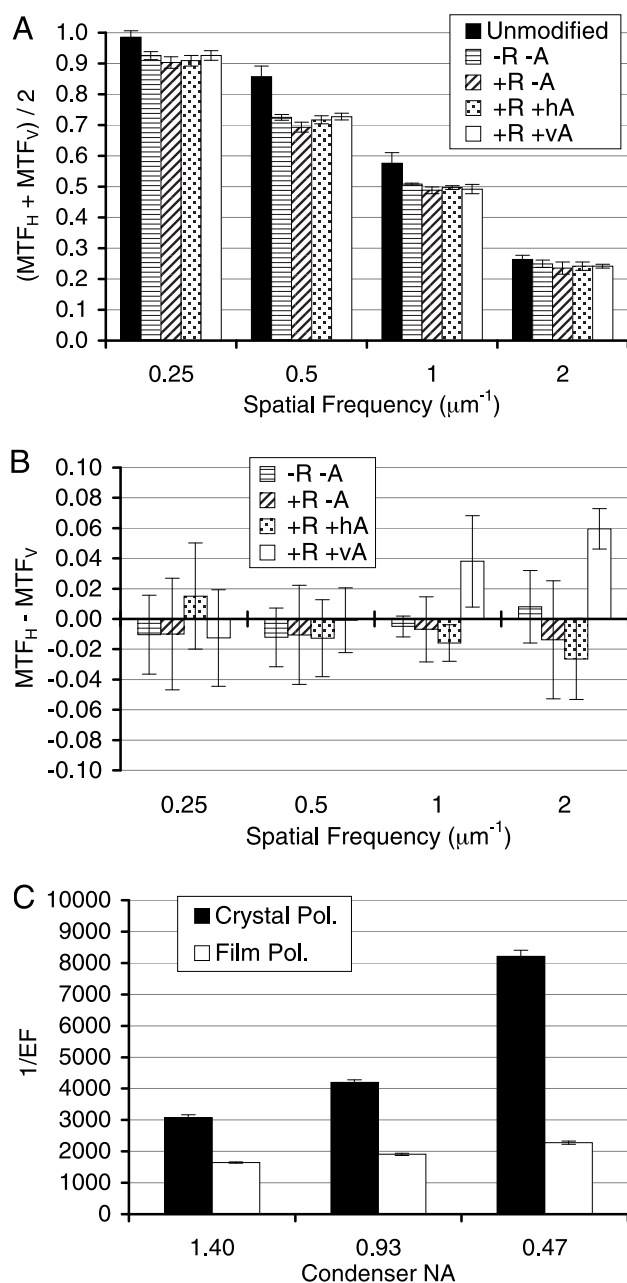 A
1.0
0.9
0.8
0.7
0.6
0.5
0.4
0.3
0.2
0.1
0.0
(MTFH + MTFV) / 2
Unmodified
-R -A
+R -A
+R +hA
+R +vA
0.25 0.5 1 2
Spatial Frequency (μm⁻¹)
B
0.10
0.08
0.06
0.04
0.02
0.00
-0.02
-0.04
-0.06
-0.08
-0.10
MTFH - MTFV
-R -A
+R -A
+R +hA
+R +vA
0.25 0.5 1 2
Spatial Frequency (μm⁻¹)
C
10000
9000
8000
7000
6000
5000
4000
3000
2000
1000
0
1/EF
Crystal Pol.
Film Pol.
1.40 0.93 0.47
Condenser NA